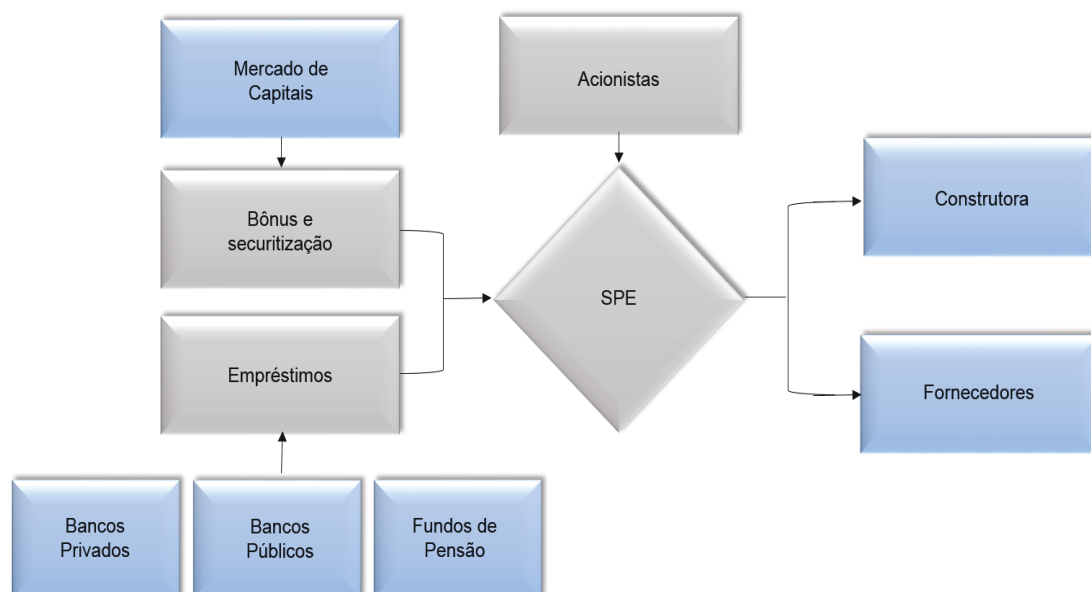 Mercado de
Capitais
Acionistas
Bônus e
securitização
Construtora
SPE
Empréstimos
Fornecedores
Bancos
Privados
Bancos
Públicos
Fundos de
Pensão